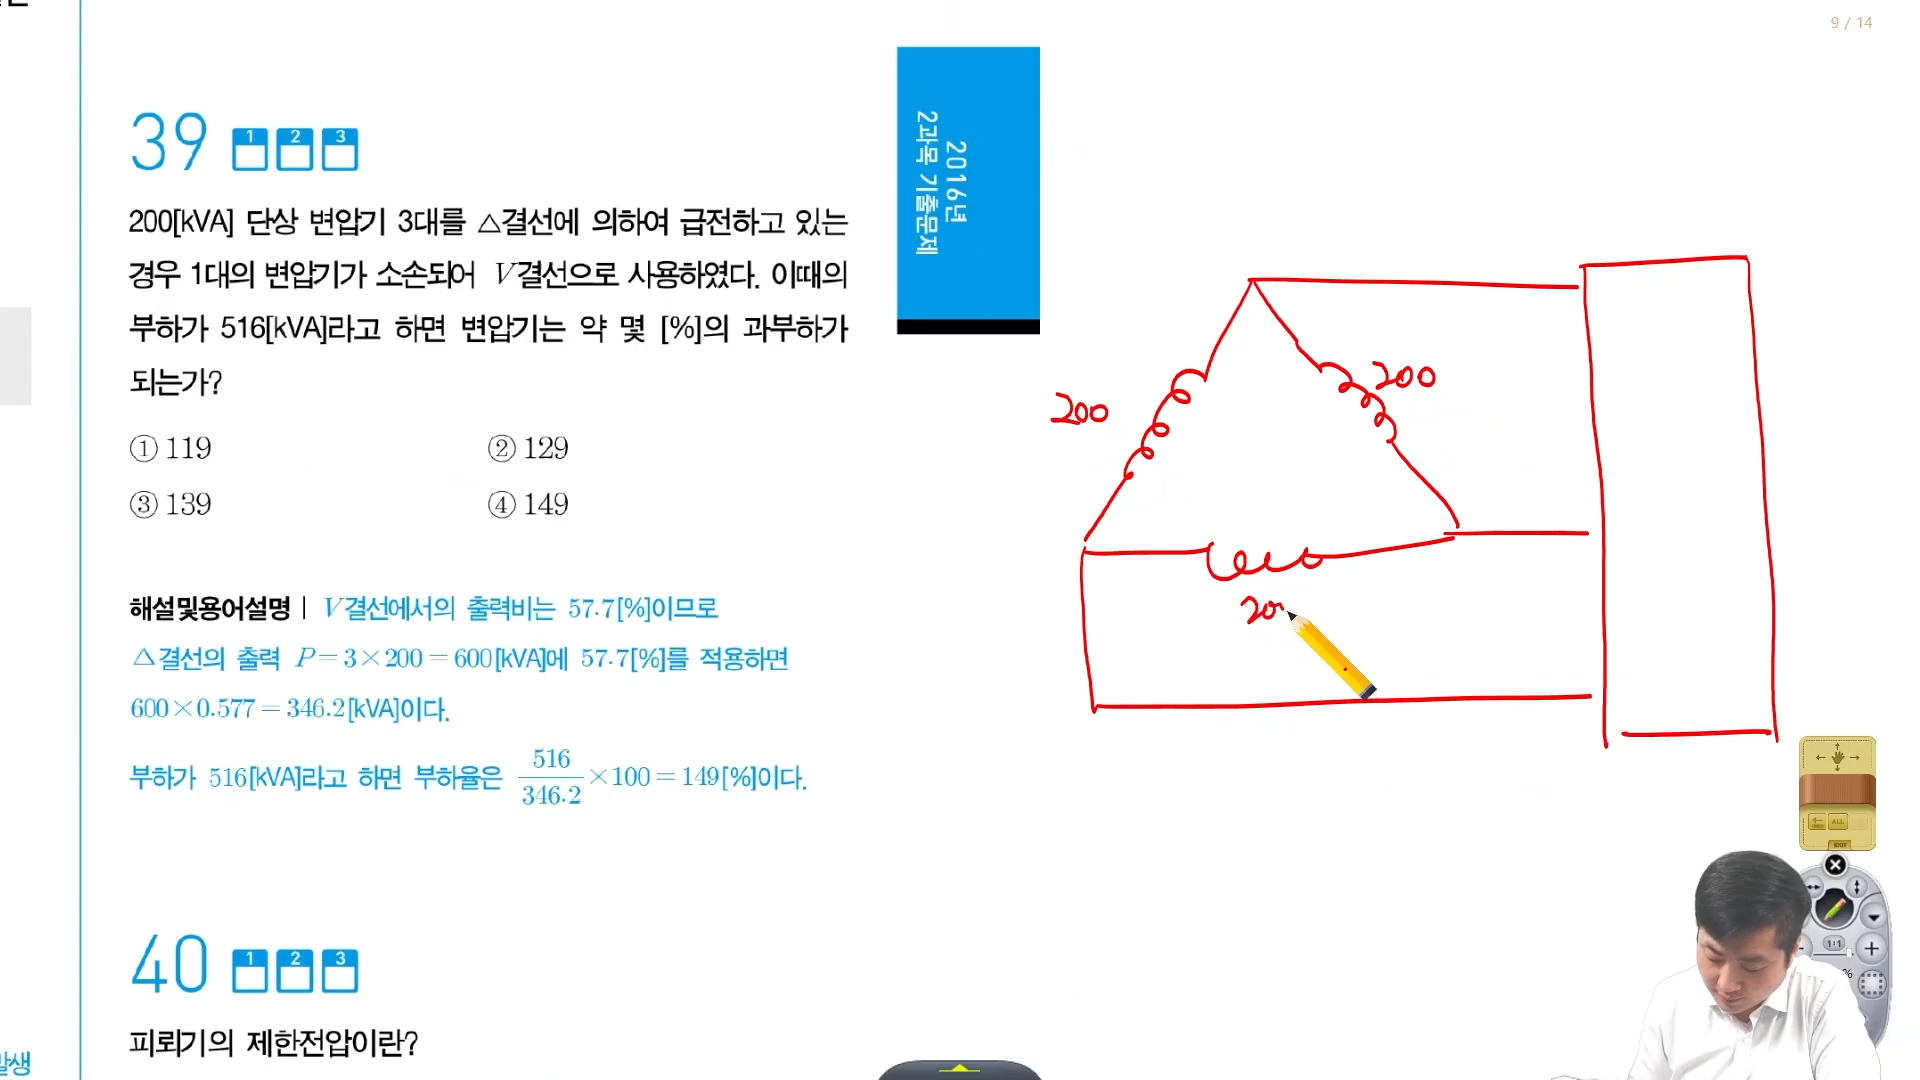 9 / 14
39 1 2 3
200[kVA] 단상 변압기 3대를 △결선에 의하여 급전하고 있는
경우 1대의 변압기가 소손되어 V결선으로 사용하였다. 이때의
부하가 516[kVA]라고 하면 변압기는 약 몇 [%]의 과부하가
되는가?
① 119 ② 129
③ 139 ④ 149
해설및용어설명 | V결선에서의 출력비는 57.7[%]이므로
△결선의 출력 P=3×200=600[kVA]에 57.7[%]를 적용하면
600×0.577=346.2[kVA]이다.
부하가 516[kVA]라고 하면 부하율은 516/346.2 ×100=149[%]이다.
40 1 2 3
피뢰기의 제한전압이란?
발생
2016년
2과목 기출문제
200
200
20
ALL
EXIT
1:1
%